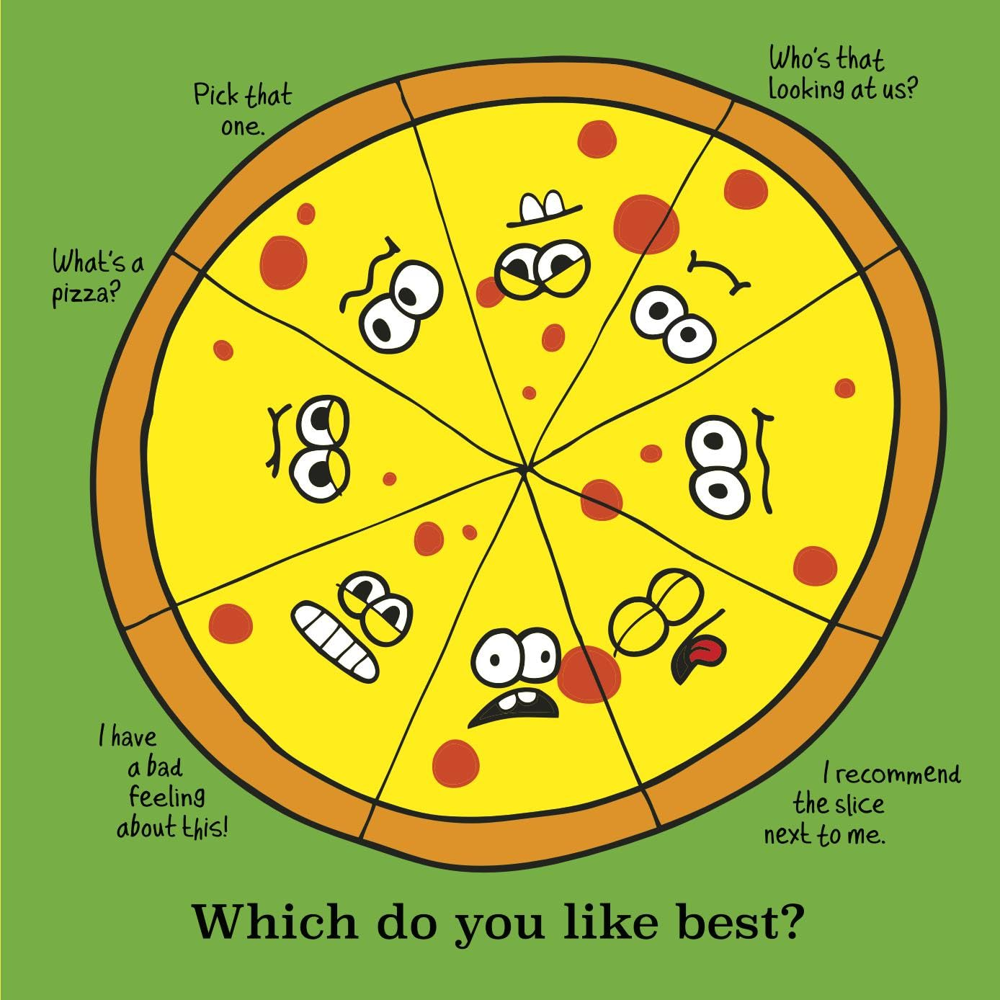 Who's that
looking at us?
Pick that
one.
What's a
pizza?
I have
a bad
feeling
about this!
I recommend
the slice
next to me.
Which do you like best?